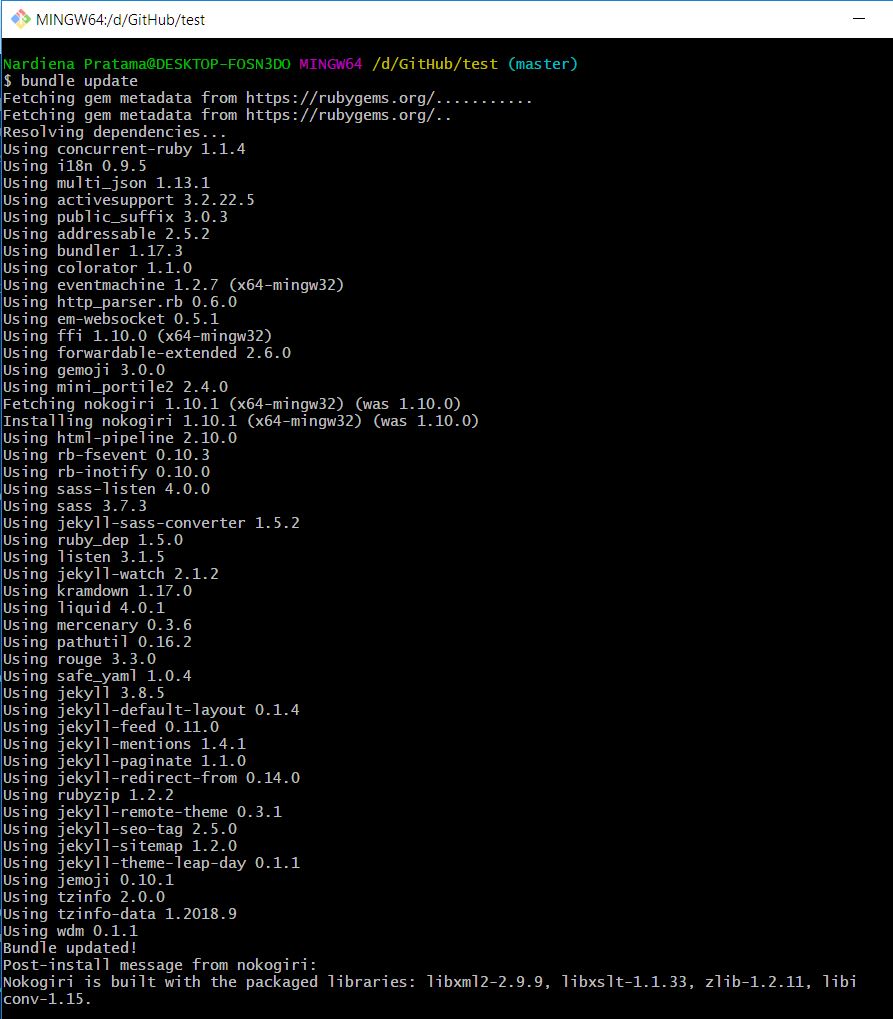 MINGW64:/d/GitHub/test
Nardiena Pratama@DESKTOP-FOSN3DO MINGW64 /d/GitHub/test (master)
$ bundle update
Fetching gem metadata from https://rubygems.org/...........
Fetching gem metadata from https://rubygems.org/..
Resolving dependencies...
Using concurrent-ruby 1.1.4
Using i18n 0.9.5
Using multi_json 1.13.1
Using activesupport 3.2.22.5
Using public_suffix 3.0.3
Using addressable 2.5.2
Using bundler 1.17.3
Using colorator 1.1.0
Using eventmachine 1.2.7 (x64-mingw32)
Using http_parser.rb 0.6.0
Using em-websocket 0.5.1
Using ffi 1.10.0 (x64-mingw32)
Using forwardable-extended 2.6.0
Using gemoji 3.0.0
Using mini_portile2 2.4.0
Fetching nokogiri 1.10.1 (x64-mingw32) (was 1.10.0)
Installing nokogiri 1.10.1 (x64-mingw32) (was 1.10.0)
Using html-pipeline 2.10.0
Using rb-fsevent 0.10.3
Using rb-inotify 0.10.0
Using sass-listen 4.0.0
Using sass 3.7.3
Using jekyll-sass-converter 1.5.2
Using ruby_dep 1.5.0
Using listen 3.1.5
Using jekyll-watch 2.1.2
Using kramdown 1.17.0
Using liquid 4.0.1
Using mercenary 0.3.6
Using pathutil 0.16.2
Using rouge 3.3.0
Using safe_yaml 1.0.4
Using jekyll 3.8.5
Using jekyll-default-layout 0.1.4
Using jekyll-feed 0.11.0
Using jekyll-mentions 1.4.1
Using jekyll-paginate 1.1.0
Using jekyll-redirect-from 0.14.0
Using rubyzip 1.2.2
Using jekyll-remote-theme 0.3.1
Using jekyll-seo-tag 2.5.0
Using jekyll-sitemap 1.2.0
Using jekyll-theme-leap-day 0.1.1
Using jemoji 0.10.1
Using tzinfo 2.0.0
Using tzinfo-data 1.2018.9
Using wdm 0.1.1
Bundle updated!
Post-install message from nokogiri:
Nokogiri is built with the packaged libraries: libxml2-2.9.9, libxslt-1.1.33, zlib-1.2.11, libi
conv-1.15.